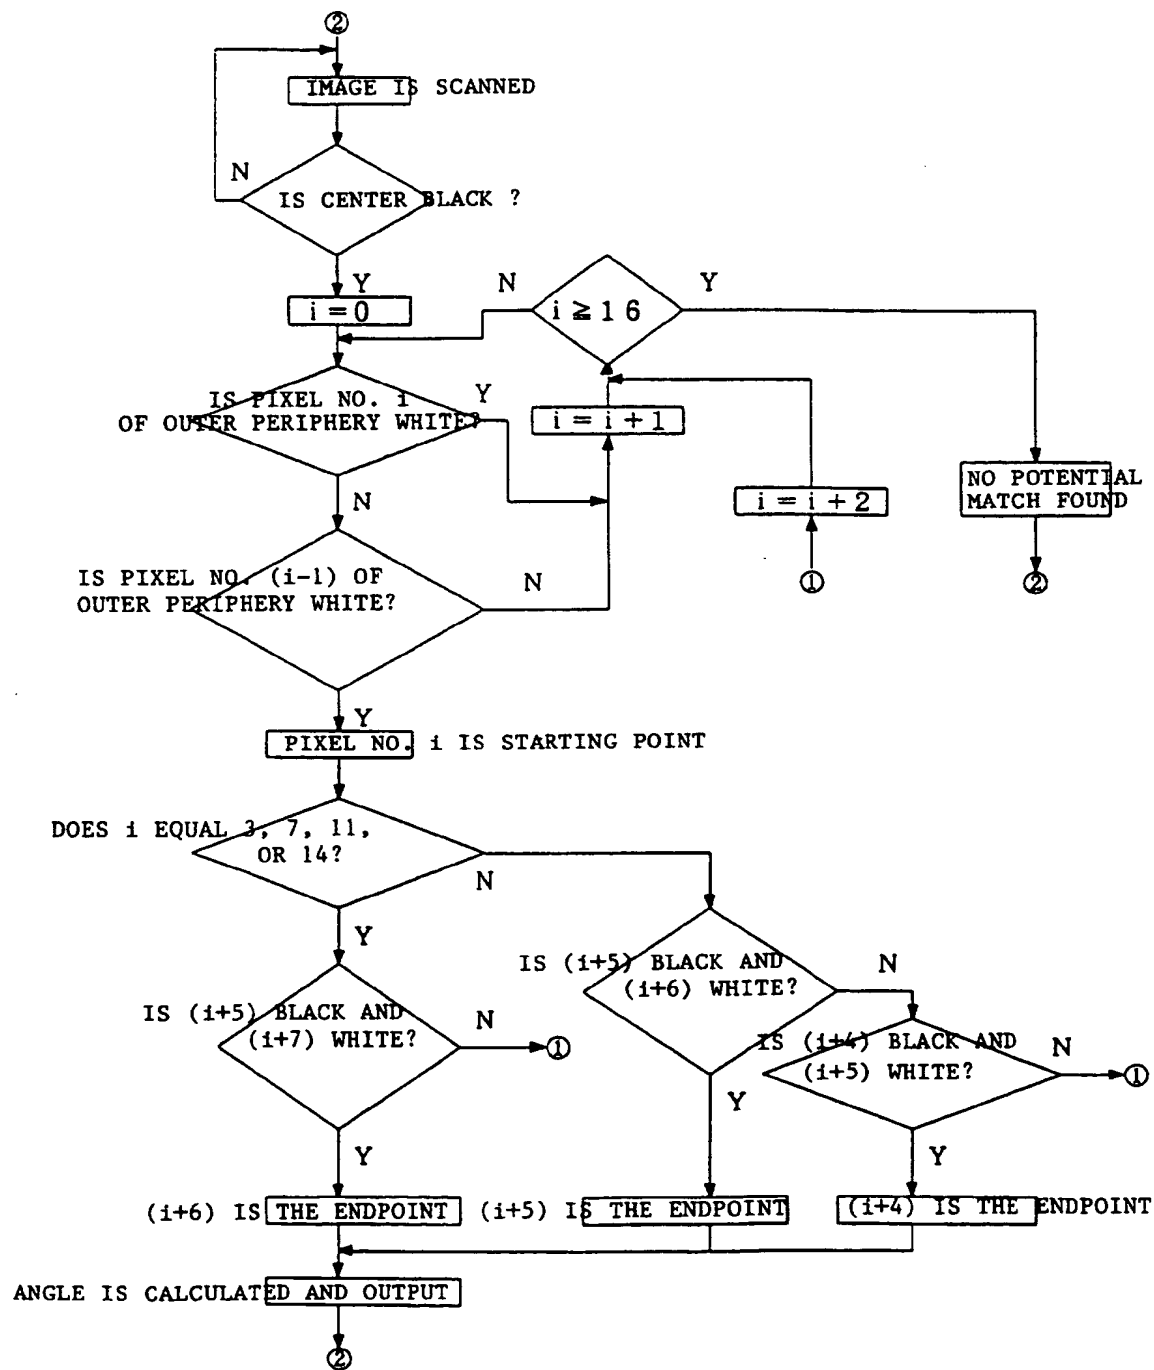 ②
IMAGE IS SCANNED
N
IS CENTER BLACK ?
Y
i = 0
N
i ≧ 16
Y
IS PIXEL NO. i
OF OUTER PERIPHERY WHITE?
Y
i = i + 1
N
i = i + 2
NO POTENTIAL
MATCH FOUND
①
②
IS PIXEL NO. (i-1) OF
OUTER PERIPHERY WHITE?
N
Y
PIXEL NO. i IS STARTING POINT
DOES i EQUAL 3, 7, 11,
OR 14?
N
Y
IS (i+5) BLACK AND
(i+7) WHITE?
N
①
Y
IS (i+5) BLACK AND
(i+6) WHITE?
N
Y
IS (i+4) BLACK AND
(i+5) WHITE?
N
①
Y
(i+6) IS THE ENDPOINT
(i+5) IS THE ENDPOINT
(i+4) IS THE ENDPOINT
ANGLE IS CALCULATED AND OUTPUT
②